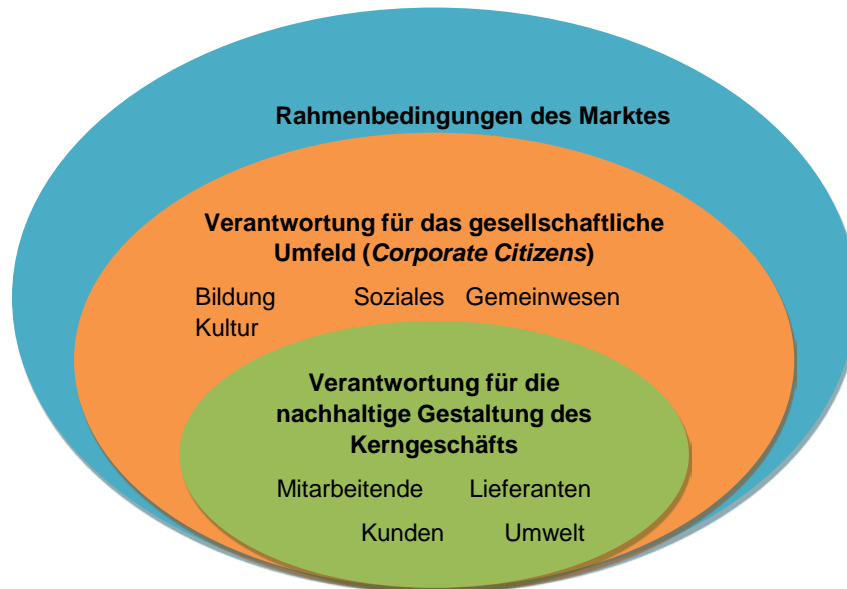 Rahmenbedingungen des Marktes
Verantwortung für das gesellschaftliche
Umfeld (Corporate Citizens)
Bildung Soziales Gemeinwesen
Kultur
Verantwortung für die
nachhaltige Gestaltung des
Kerngeschäfts
Mitarbeitende Lieferanten
Kunden Umwelt